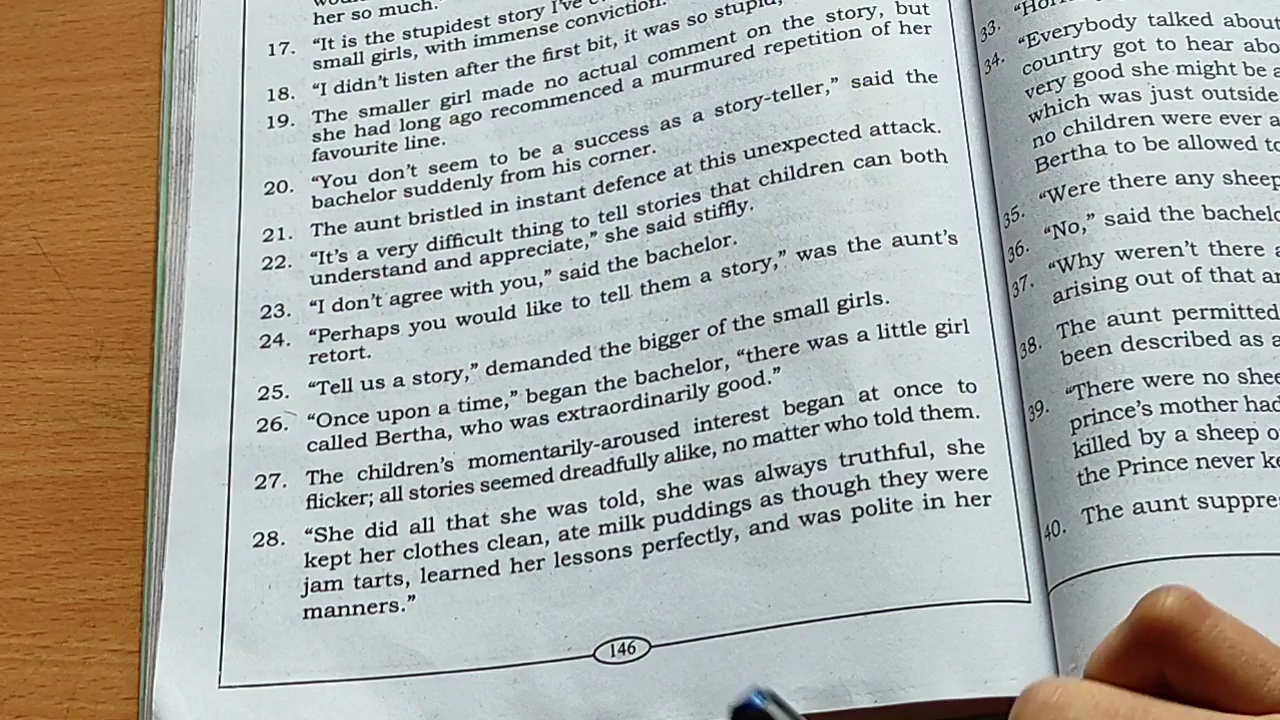 her so much.
17. “It is the stupidest story I've
small girls, with immense conviction.
18. “I didn't listen after the first bit, it was so stupid,
19. The smaller girl made no actual comment on the story, but
she had long ago recommenced a murmured repetition of her
favourite line.
20. “You don't seem to be a success as a story-teller,” said the
bachelor suddenly from his corner.
21. The aunt bristled in instant defence at this unexpected attack.
22. “It's a very difficult thing to tell stories that children can both
understand and appreciate,” she said stiffly.
23. “I don't agree with you,” said the bachelor.
24. “Perhaps you would like to tell them a story,” was the aunt's
retort.
25. “Tell us a story,” demanded the bigger of the small girls.
26. “Once upon a time,” began the bachelor, “there was a little girl
called Bertha, who was extraordinarily good.”
27. The children's momentarily-aroused interest began at once to
flicker; all stories seemed dreadfully alike, no matter who told them.
28. “She did all that she was told, she was always truthful, she
kept her clothes clean, ate milk puddings as though they were
jam tarts, learned her lessons perfectly, and was polite in her
manners.”
146
33.
34. “Everybody talked about
country got to hear abo
very good she might be a
which was just outside
no children were ever a
Bertha to be allowed to
35. “Were there any sheep
36. “No,” said the bachelo
37. “Why weren't there
arising out of that an
38. The aunt permitted
been described as a
39. “There were no shee
prince's mother had
killed by a sheep o
the Prince never k
40. The aunt suppre